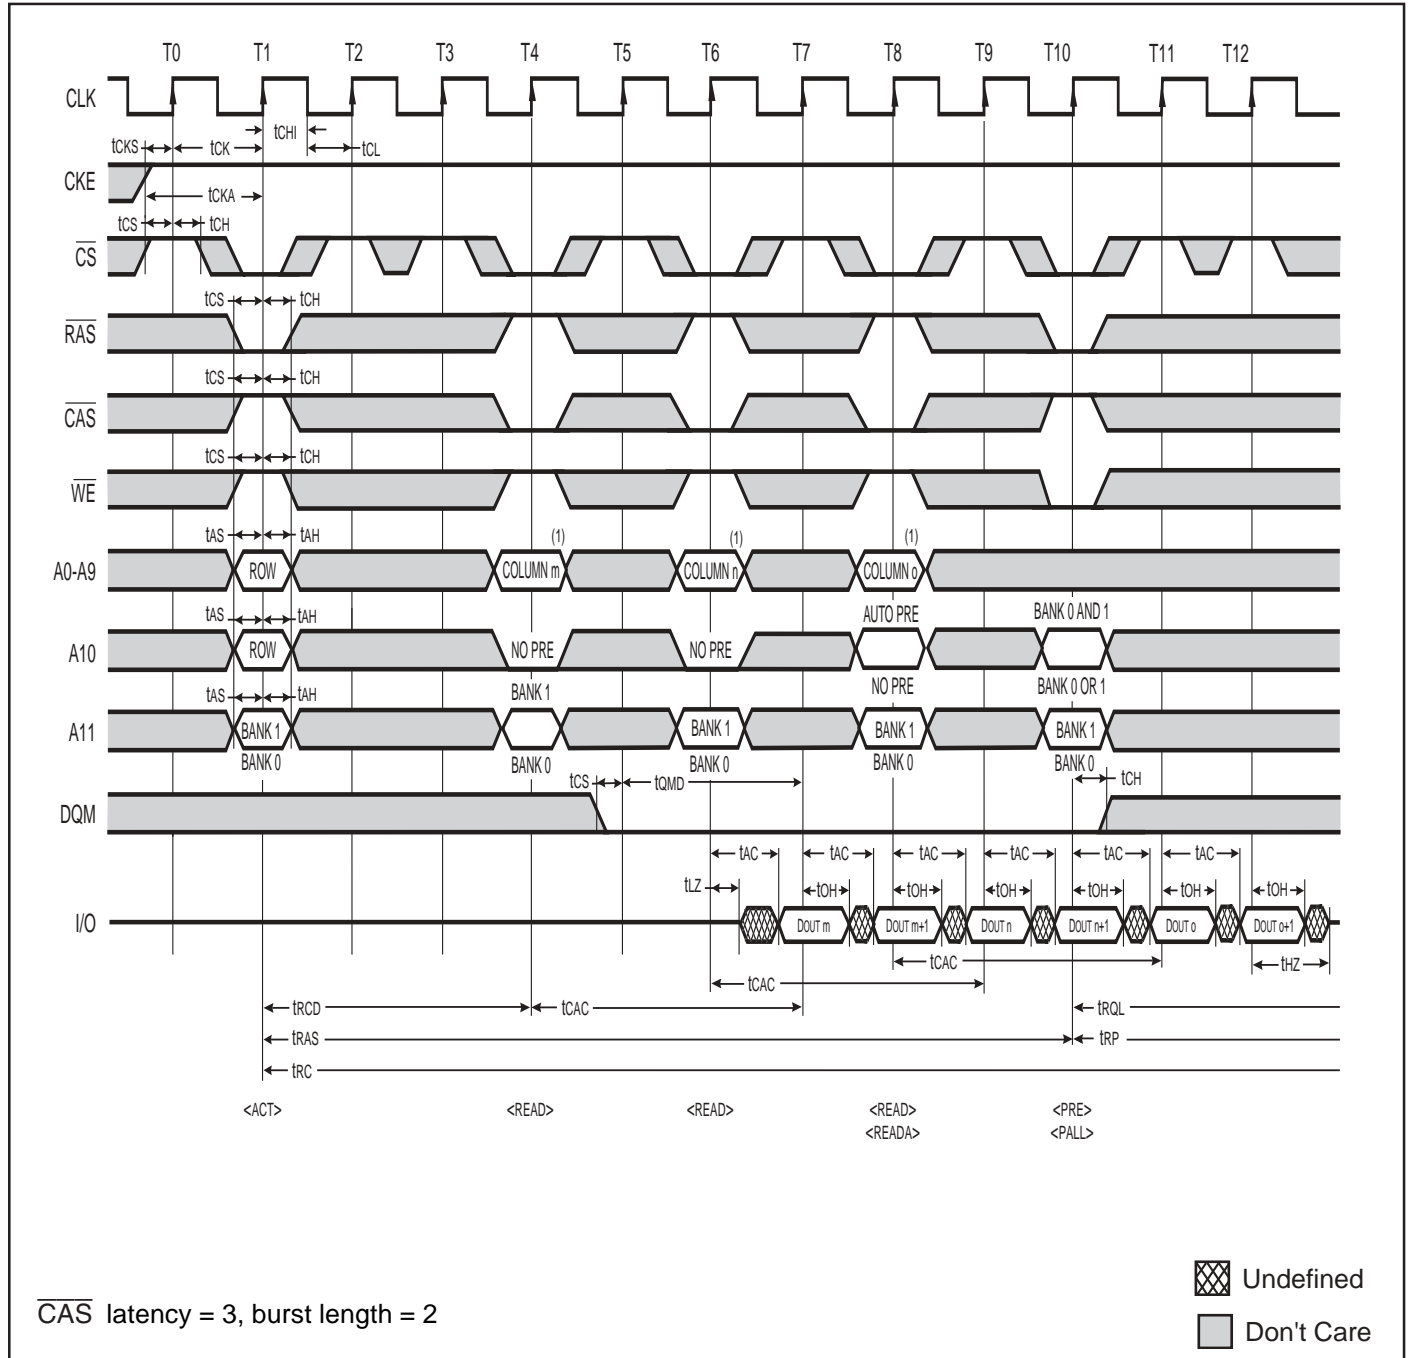 T0 T1 T2 T3 T4 T5 T6 T7 T8 T9 T10 T11 T12
CLK
tCHI
tCKS tCK tCL
CKE
tCKA
tCS tCH
CS
tCS tCH
RAS
tCS tCH
CAS
tCS tCH
WE
tAS tAH (1) (1) (1)
A0-A9 ROW COLUMN m COLUMN n COLUMN o
tAS tAH AUTO PRE BANK 0 AND 1
A10 ROW NO PRE NO PRE
tAS tAH BANK 1 NO PRE BANK 0 OR 1
A11 BANK 1 BANK 1 BANK 1 BANK 1
BANK 0 BANK 0 BANK 0 BANK 0 BANK 0
tCS tQMD tCH
DQM
tAC tAC tAC tAC tAC tAC
tLZ tOH tOH tOH tOH tOH tOH
I/O DOUT m DOUT m+1 DOUT n DOUT n+1 DOUT o DOUT o+1
tCAC tHZ
tCAC
tRCD tCAC tRQL
tRAS tRP
tRC
<ACT> <READ> <READ> <READ> <PRE>
<READA> <PALL>
Undefined
CAS latency = 3, burst length = 2
Don't Care